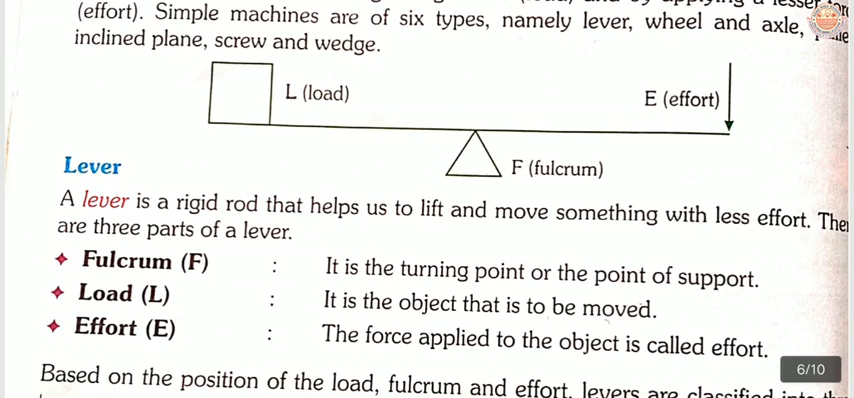 (effort). Simple machines are of six types, namely lever, wheel and axle,
inclined plane, screw and wedge.
L (load)
E (effort)
F (fulcrum)
Lever
A lever is a rigid rod that helps us to lift and move something with less effort.
are three parts of a lever.
Fulcrum (F) : It is the turning point or the point of support.
Load (L) : It is the object that is to be moved.
Effort (E) : The force applied to the object is called effort.
6/10
Based on the position of the load, fulcrum and effort, levers are classified